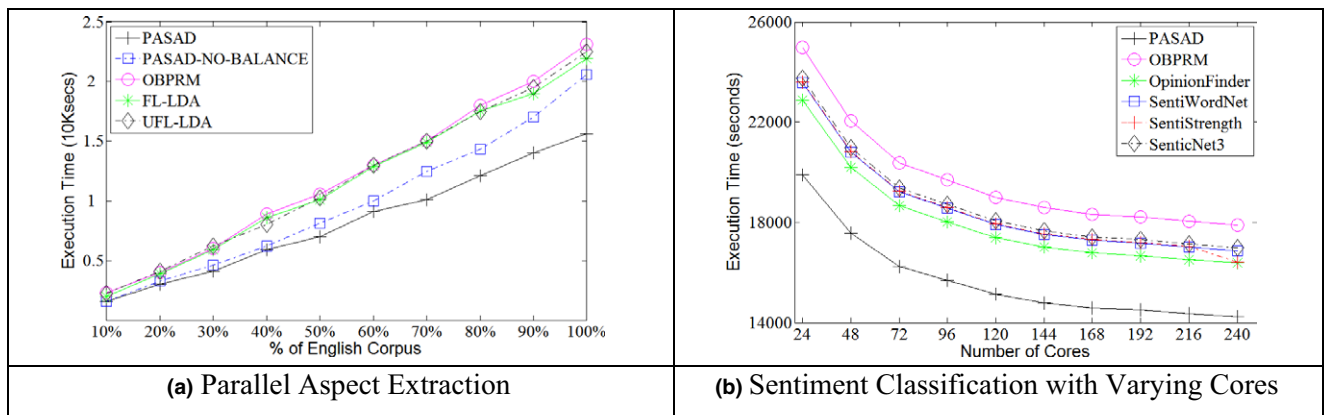 2.5
2
1.5
1
0.5
Execution Time (10Ksecs)
PASAD
PASAD-NO-BALANCE
OBPRM
FL-LDA
UFL-LDA
10% 20% 30% 40% 50% 60% 70% 80% 90% 100%
% of English Corpus
(a) Parallel Aspect Extraction
26000
22000
18000
14000
Execution Time (seconds)
PASAD
OBPRM
OpinionFinder
SentiWordNet
SentiStrength
SenticNet3
24 48 72 96 120 144 168 192 216 240
Number of Cores
(b) Sentiment Classification with Varying Cores